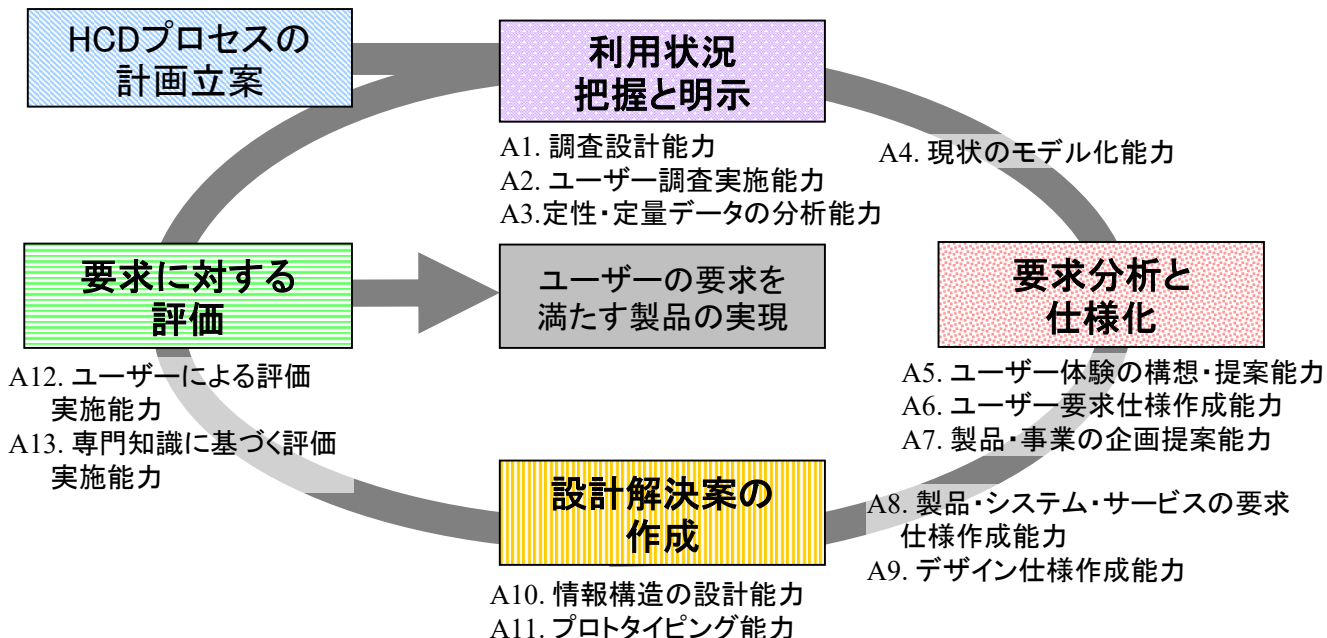 HCDプロセスの
計画立案
利用状況
把握と明示
A1. 調査設計能力
A2. ユーザー調査実施能力
A3.定性・定量データの分析能力
A4. 現状のモデル化能力
要求に対する
評価
ユーザーの要求を
満たす製品の実現
要求分析と
仕様化
A12. ユーザーによる評価
実施能力
A13. 専門知識に基づく評価
実施能力
A5. ユーザー体験の構想・提案能力
A6. ユーザー要求仕様作成能力
A7. 製品・事業の企画提案能力
設計解決案の
作成
A8. 製品・システム・サービスの要求
仕様作成能力
A9. デザイン仕様作成能力
A10. 情報構造の設計能力
A11. プロトタイピング能力